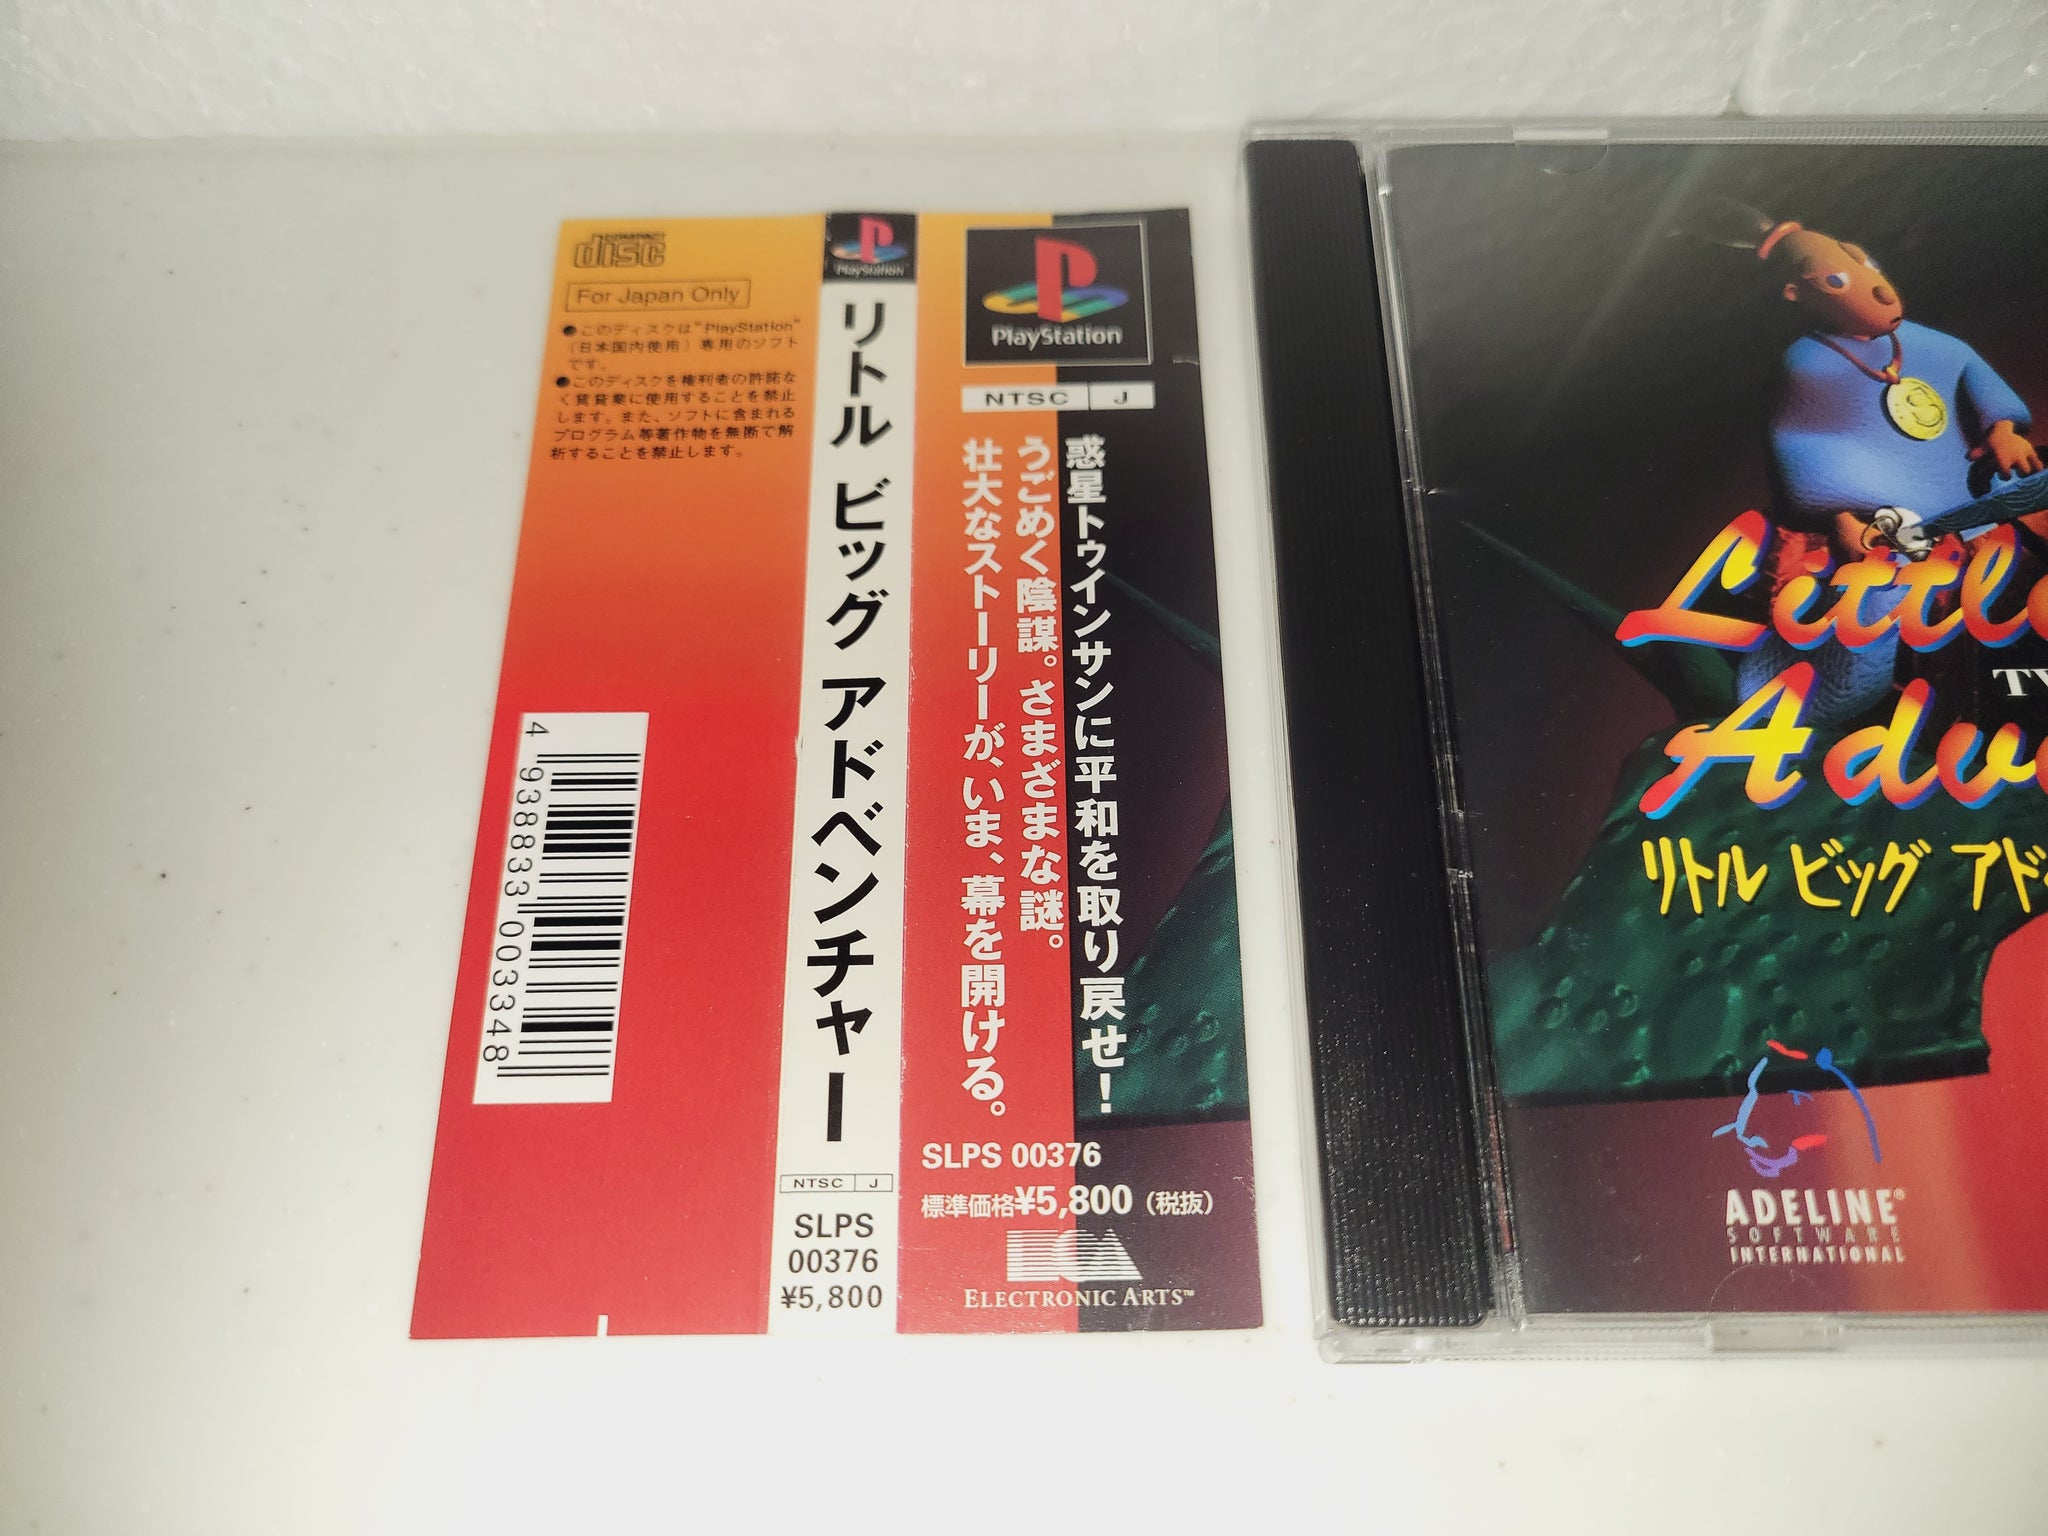 COMPACT
disc
For Japan Only
●このディスクは"PlayStation"
(日本国内使用)専用のソフト
です。
●このディスクを権利者の許諾な
く賃貸業に使用することを禁止
します。また、ソフトに含まれる
プログラム等著作物を無断で解
析することを禁止します。
4 938833 003348
PlayStation
リトル ビッグ アドベンチャー
NTSC J
SLPS
00376
¥5,800
PlayStation
NTSC J
惑星トゥインサンに平和を取り戻せ!
うごめく陰謀。さまざまな謎。
壮大なストーリーが、いま、幕を開ける。
SLPS 00376
標準価格¥5,800(税抜)
EA
ELECTRONIC ARTS™
Little
Adv
リトル ビッグ アド
ADELINE®
SOFTWARE
INTERNATIONAL